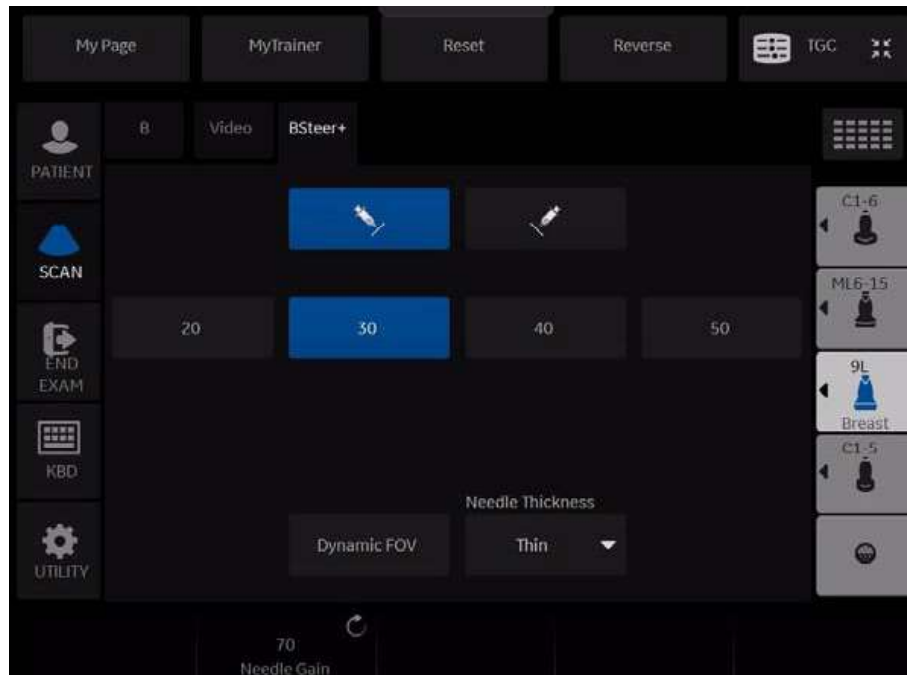 My Page
MyTrainer
Reset
Reverse
TGC
PATIENT
SCAN
END
EXAM
KBD
UTILITY
B
Video
BSteer+
20
30
40
50
Needle Thickness
Dynamic FOV
Thin
70
Needle Gain
C1-6
ML6-15
9L
Breast
C1-5